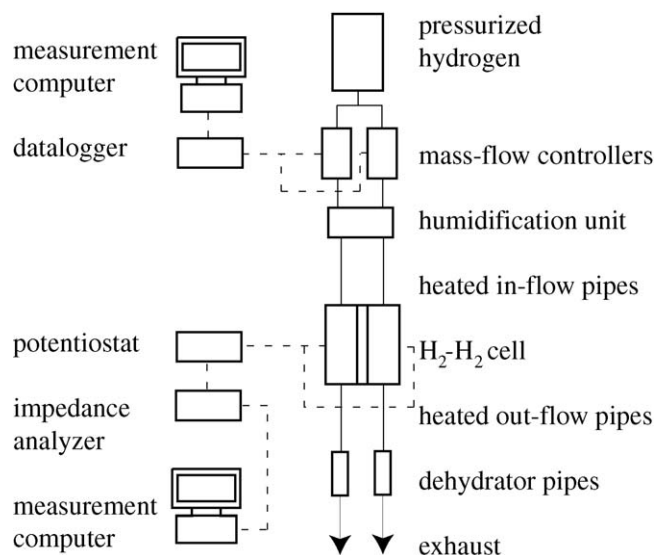 measurement
computer
datalogger
potentiostat
impedance
analyzer
measurement
computer
pressurized
hydrogen
mass-flow controllers
humidification unit
heated in-flow pipes
H₂-H₂ cell
heated out-flow pipes
dehydrator pipes
exhaust